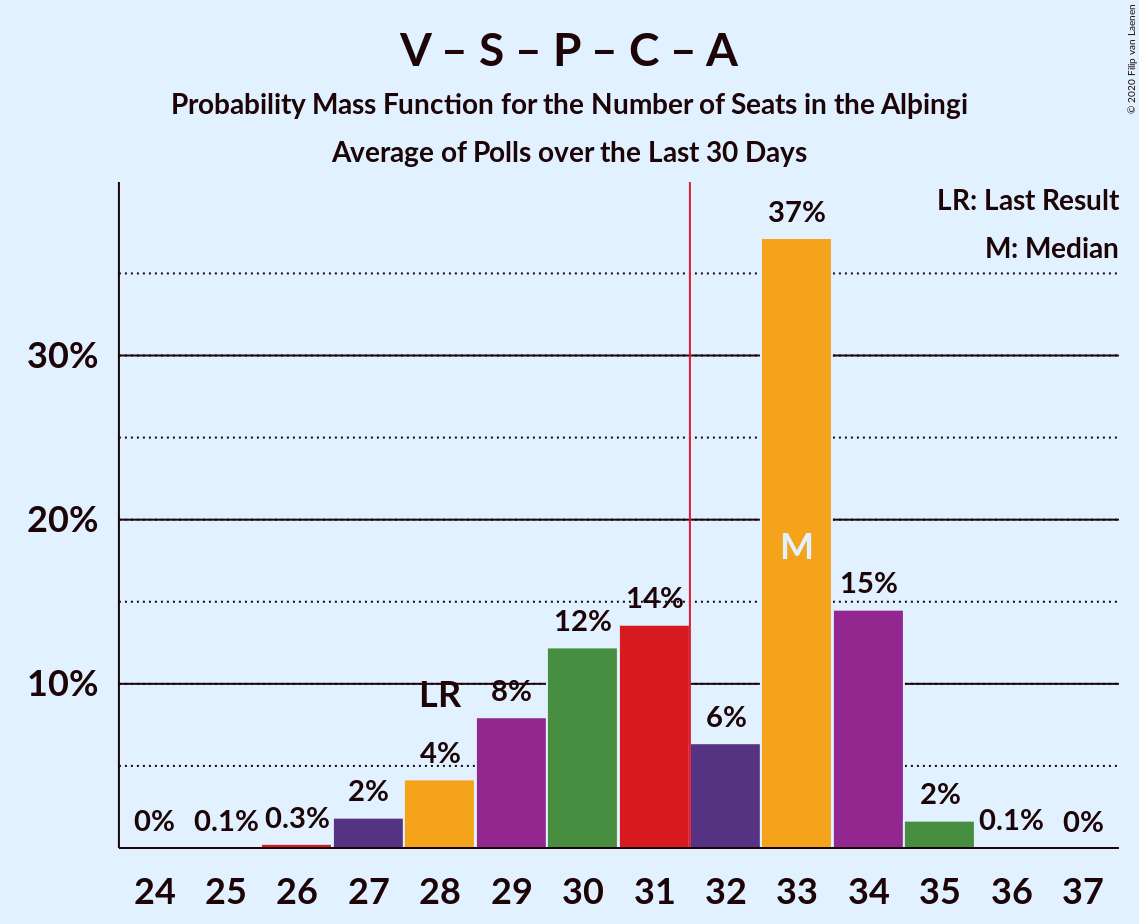 V – S – P – C – A
Probability Mass Function for the Number of Seats in the Alþingi
Average of Polls over the Last 30 Days
© 2020 Filip van Laenen
LR: Last Result
M: Median
37%
30%
20%
10%
M
15%
14%
12%
LR
8%
6%
4%
2%
2%
0%
0.1%
0.3%
0.1%
0%
24 25 26 27 28 29 30 31 32 33 34 35 36 37